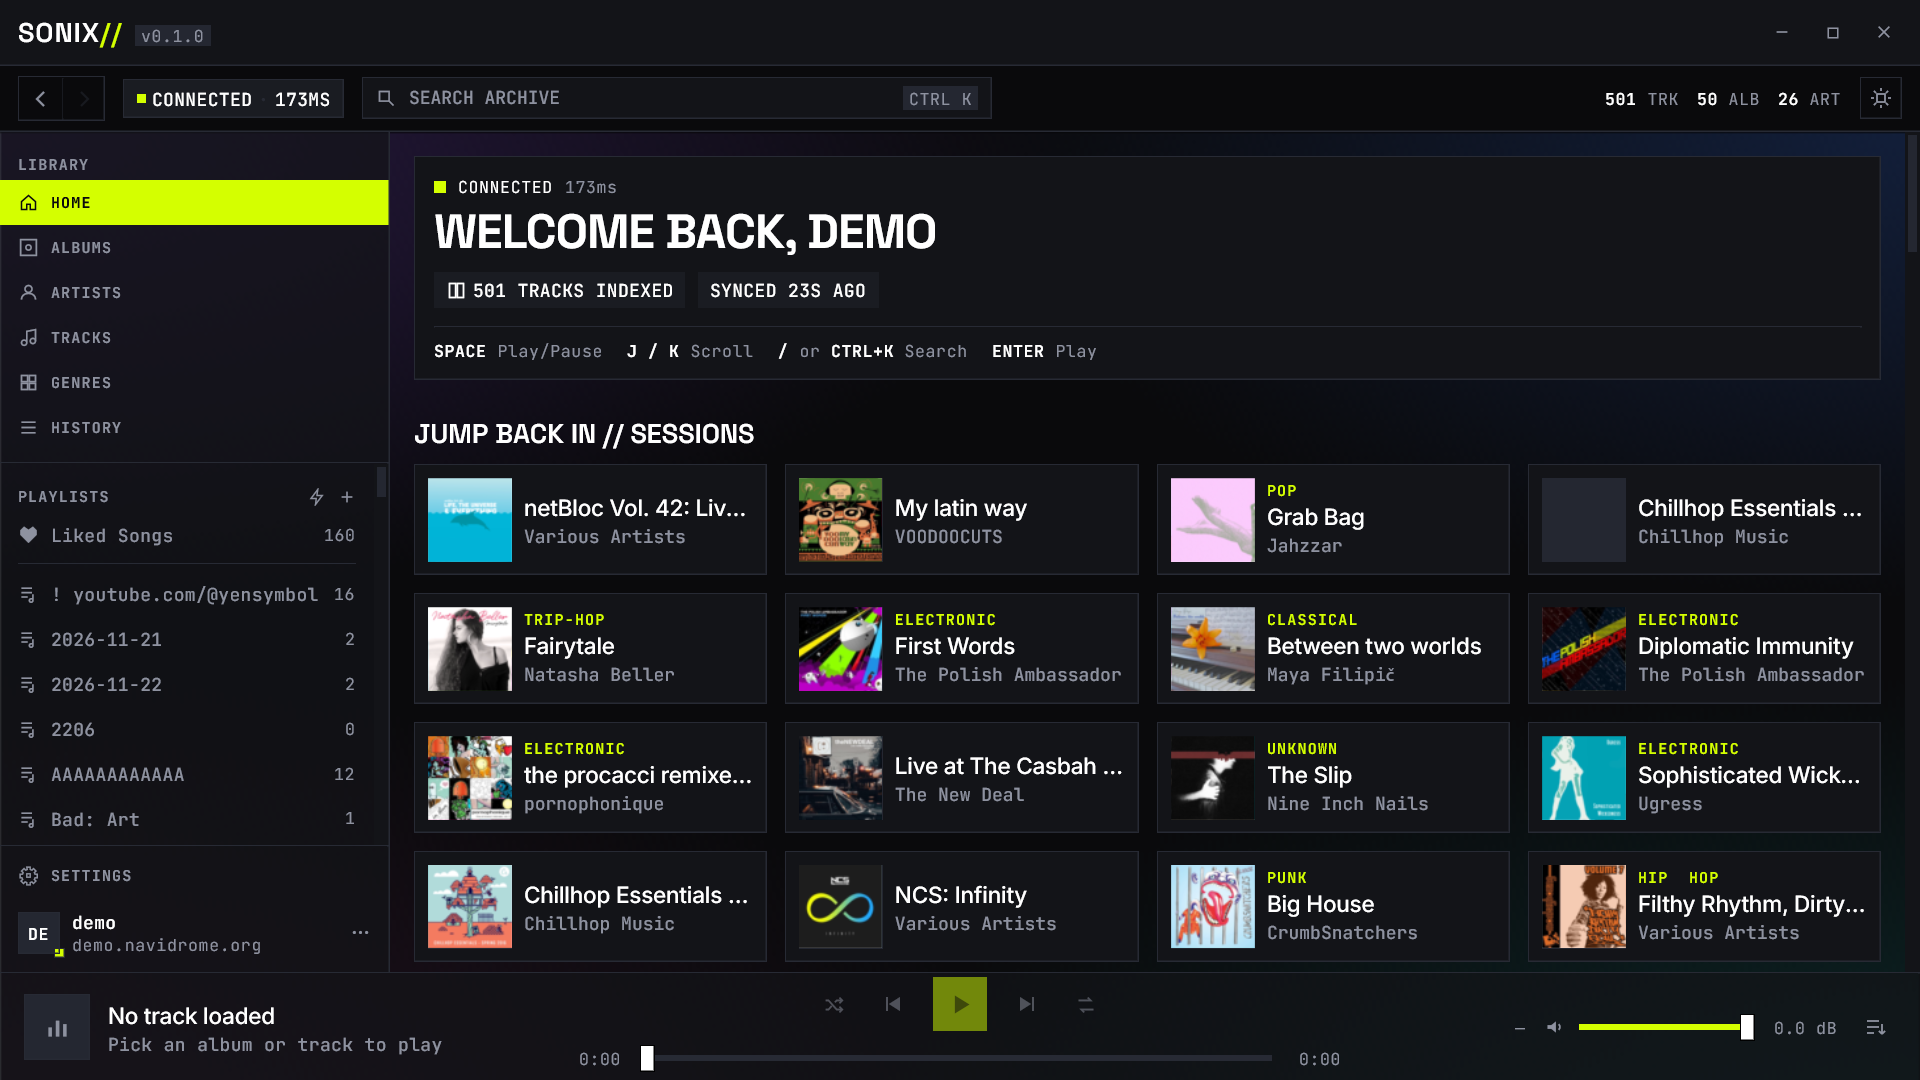 SONIX// v0.1.0
CONNECTED · 173MS
SEARCH ARCHIVE CTRL K
501 TRK 50 ALB 26 ART
LIBRARY
HOME
ALBUMS
ARTISTS
TRACKS
GENRES
HISTORY
PLAYLISTS
Liked Songs 160
! youtube.com/@yensymbol 16
2026-11-21 2
2026-11-22 2
2206 0
AAAAAAAAAAAA 12
Bad: Art 1
SETTINGS
DE
demo
demo.navidrome.org
CONNECTED 173ms
WELCOME BACK, DEMO
501 TRACKS INDEXED
SYNCED 23S AGO
SPACE Play/Pause J / K Scroll / or CTRL+K Search ENTER Play
JUMP BACK IN // SESSIONS
netBloc Vol. 42: Liv...
Various Artists
My latin way
VOODOOCUTS
POP
Grab Bag
Jahzzar
Chillhop Essentials ...
Chillhop Music
TRIP-HOP
Fairytale
Natasha Beller
ELECTRONIC
First Words
The Polish Ambassador
CLASSICAL
Between two worlds
Maya Filipič
ELECTRONIC
Diplomatic Immunity
The Polish Ambassador
ELECTRONIC
the procacci remixe...
pornophonique
Live at The Casbah ...
The New Deal
UNKNOWN
The Slip
Nine Inch Nails
ELECTRONIC
Sophisticated Wick...
Ugress
Chillhop Essentials ...
Chillhop Music
NCS
NCS: Infinity
Various Artists
PUNK
Big House
CrumbSnatchers
HIP HOP
Filthy Rhythm, Dirty...
Various Artists
No track loaded
Pick an album or track to play
0:00
0:00
0.0 dB